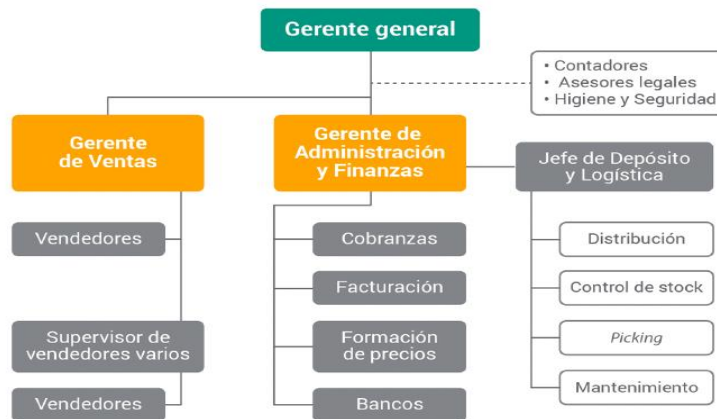 Gerente general
• Contadores
• Asesores legales
• Higiene y Seguridad
Gerente
de Ventas
Gerente de
Administración
y Finanzas
Jefe de Depósito
y Logística
Vendedores
Supervisor de
vendedores varios
Vendedores
Cobranzas
Facturación
Formación
de precios
Bancos
Distribución
Control de stock
Picking
Mantenimiento